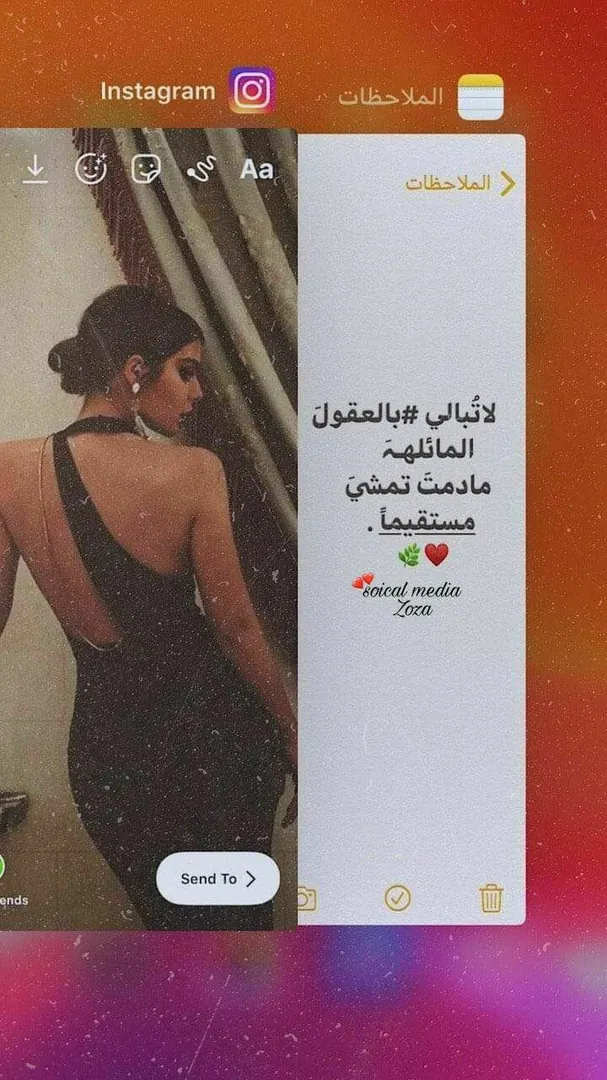 Instagram
الملاحظات
Aa
الملاحظات
لاتُبالي #بالعقولَ
المائلهہَ
مادمتَ تمشيَ
مستقيماً .
soical media
Zoza
Send To
ends